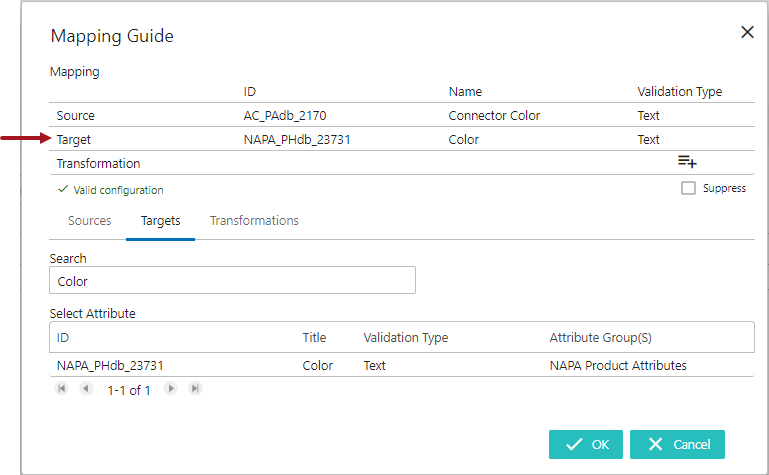 Mapping Guide
Mapping
ID Name Validation Type
Source AC_PAdb_2170 Connector Color Text
Target NAPA_PHdb_23731 Color Text
Transformation
Valid configuration Suppress
Sources Targets Transformations
Search
Color
Select Attribute
ID Title Validation Type Attribute Group(S)
NAPA_PHdb_23731 Color Text NAPA Product Attributes
1-1 of 1
OK Cancel